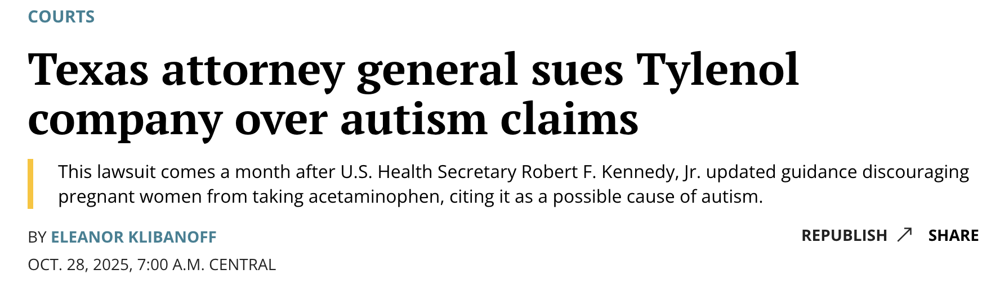 COURTS
Texas attorney general sues Tylenol
company over autism claims
This lawsuit comes a month after U.S. Health Secretary Robert F. Kennedy, Jr. updated guidance discouraging
pregnant women from taking acetaminophen, citing it as a possible cause of autism.
BY ELEANOR KLIBANOFF
REPUBLISH ↗ SHARE
OCT. 28, 2025, 7:00 A.M. CENTRAL